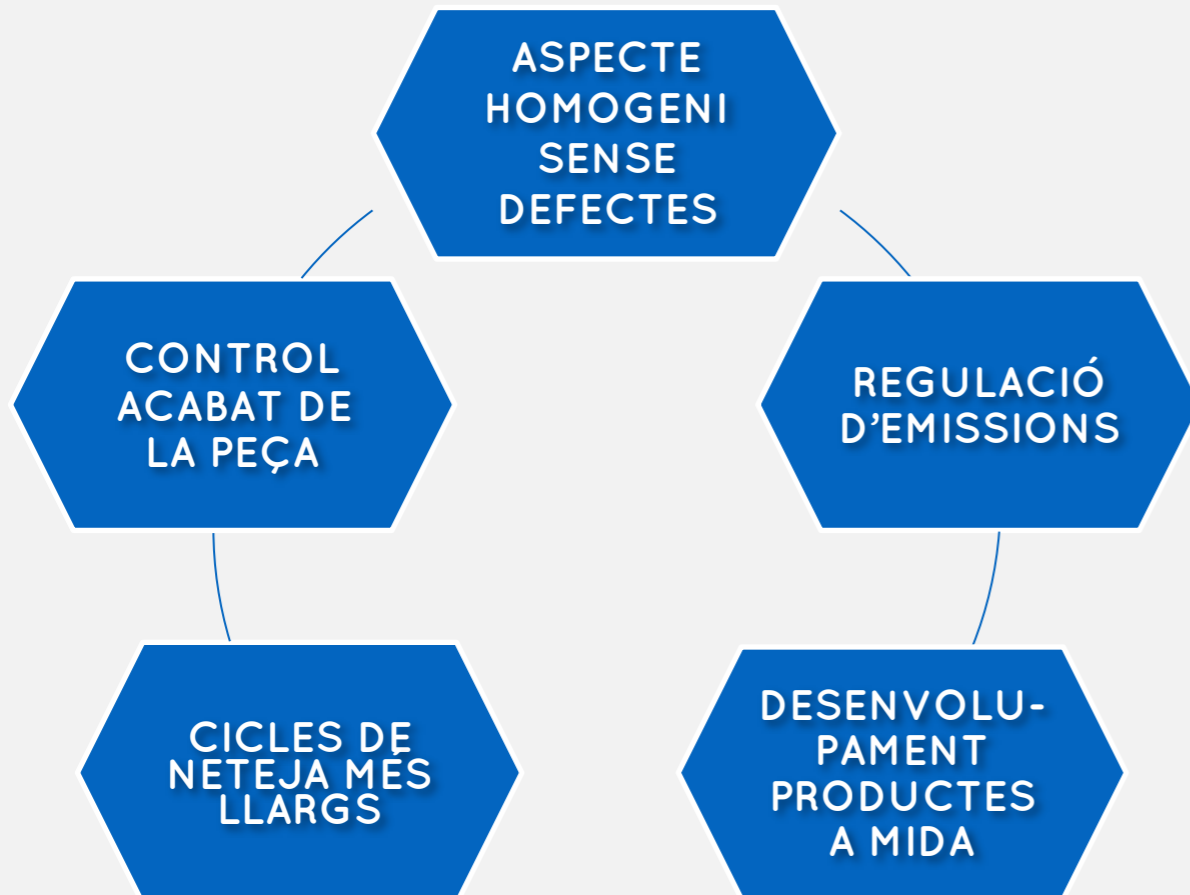 ASPECTE
HOMOGENI
SENSE
DEFECTES
CONTROL
ACABAT DE
LA PEÇA
REGULACIÓ
D’EMISSIONS
CICLES DE
NETEJA MÉS
LLARGS
DESENVOLU-
PAMENT
PRODUCTES
A MIDA